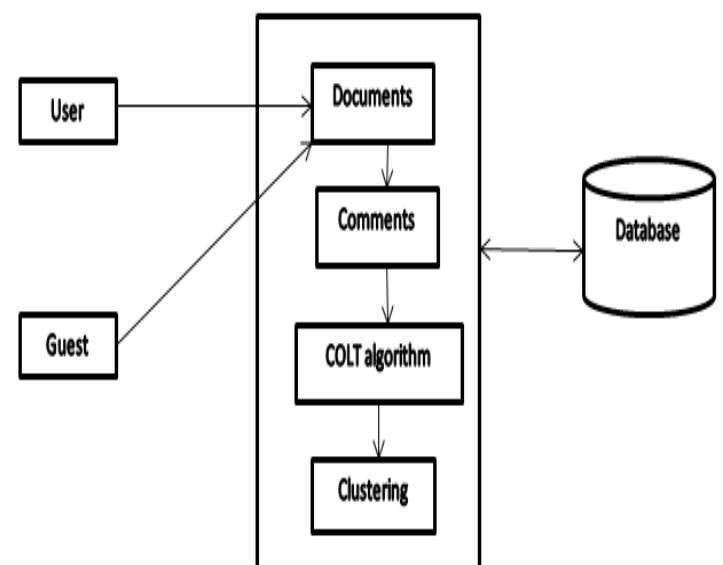 User
Guest
Documents
Comments
COLT algorithm
Clustering
Database